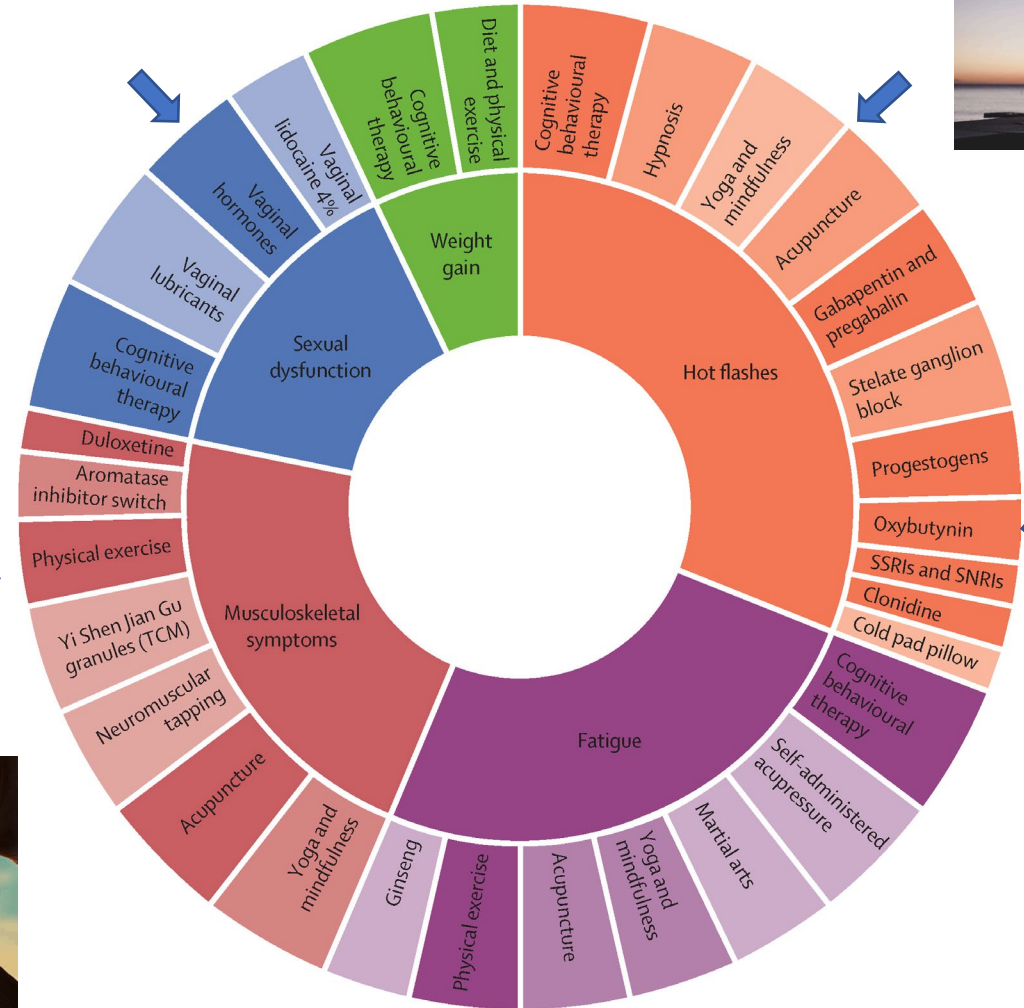 Weight
gain
Diet and physical
exercise
Cognitive
behavioural
therapy
Hot flashes
Cognitive
behavioural
therapy
Hypnosis
Yoga and
mindfulness
Acupuncture
Gabapentin and
pregabalin
Stelate ganglion
block
Progestogens
Oxybutynin
SSRIs and SNRIs
Clonidine
Cold pad pillow
Fatigue
Cognitive
behavioural
therapy
Self-administered
acupressure
Martial arts
Yoga and
mindfulness
Acupuncture
Physical exercise
Ginseng
Musculoskeletal
symptoms
Yoga and
mindfulness
Acupuncture
Neuromuscular
tapping
Yi Shen Jian Gu
granules (TCM)
Physical exercise
Aromatase
inhibitor switch
Duloxetine
Sexual
dysfunction
Cognitive
behavioural
therapy
Vaginal
lubricants
Vaginal
hormones
Vaginal
lidocaine 4%